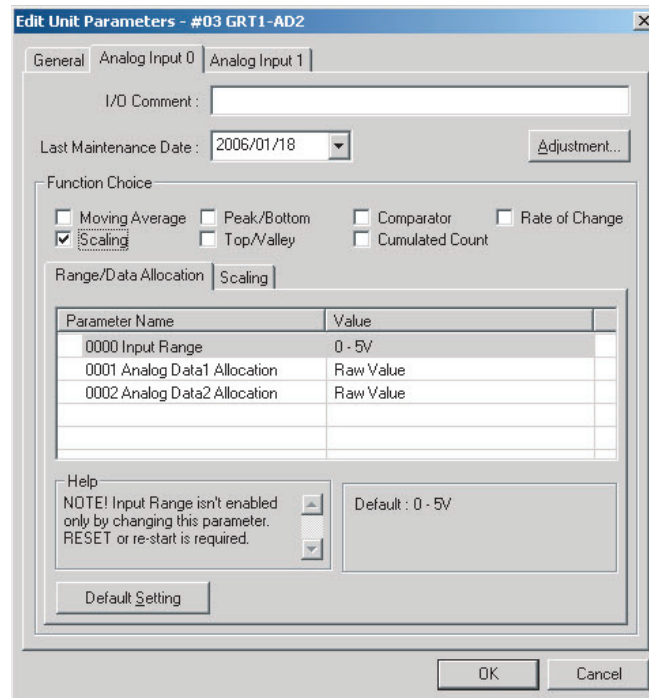 Edit Unit Parameters - #03 GRT1-AD2
General Analog Input 0 Analog Input 1
I/O Comment :
Last Maintenance Date : 2006/01/18 Adjustment...
Function Choice
Moving Average Peak/Bottom Comparator Rate of Change
Scaling Top/Valley Cumulated Count
Range/Data Allocation Scaling
Parameter Name Value
0000 Input Range 0 - 5V
0001 Analog Data1 Allocation Raw Value
0002 Analog Data2 Allocation Raw Value
Help
NOTE! Input Range isn't enabled
only by changing this parameter.
RESET or re-start is required.
Default : 0 - 5V
Default Setting
OK Cancel